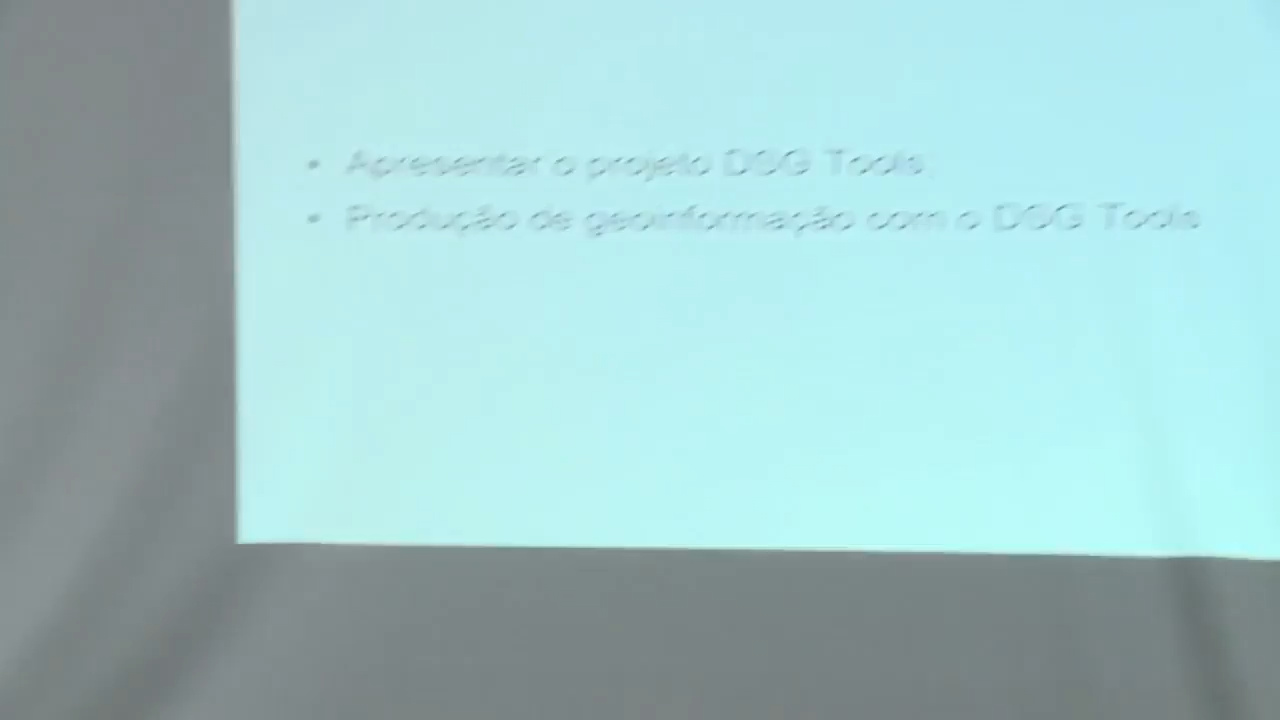 • Apresentar o projeto DSG Tools;
• Produção de geoinformação com o DSG Tools